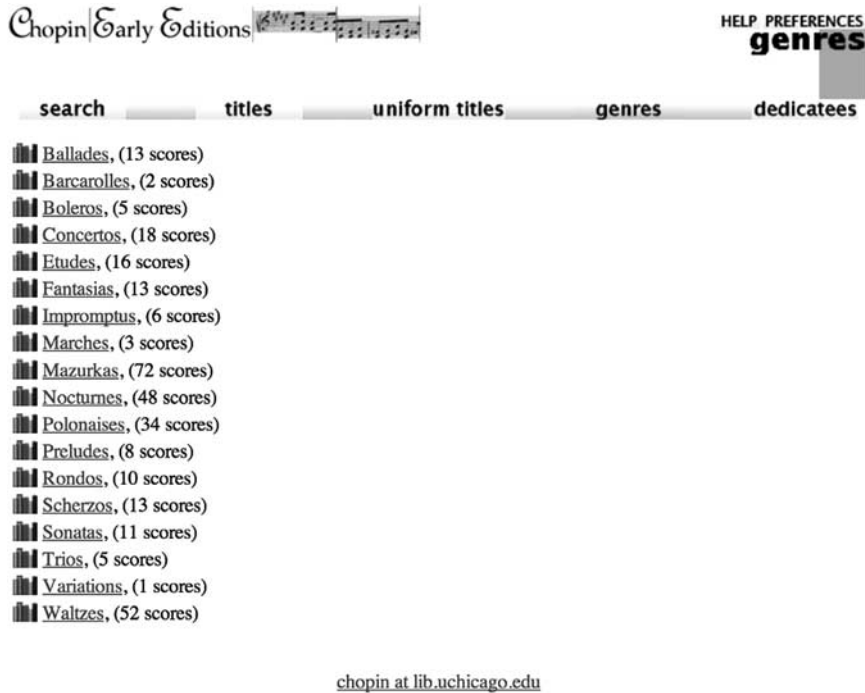 Chopin Early Editions
HELP PREFERENCES
genres
search titles uniform titles genres dedicatees
Ballades, (13 scores)
Barcarolles, (2 scores)
Boleros, (5 scores)
Concertos, (18 scores)
Etudes, (16 scores)
Fantasias, (13 scores)
Impromptus, (6 scores)
Marches, (3 scores)
Mazurkas, (72 scores)
Nocturnes, (48 scores)
Polonaises, (34 scores)
Preludes, (8 scores)
Rondos, (10 scores)
Scherzos, (13 scores)
Sonatas, (11 scores)
Trios, (5 scores)
Variations, (1 scores)
Waltzes, (52 scores)
chopin at lib.uchicago.edu